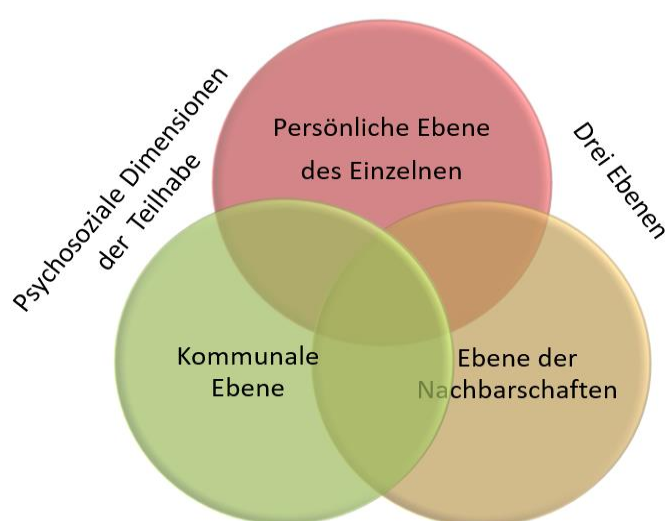 Psychosoziale Dimensionen
der Teilhabe
Drei Ebenen
Persönliche Ebene
des Einzelnen
Kommunale
Ebene
Ebene der
Nachbarschaften